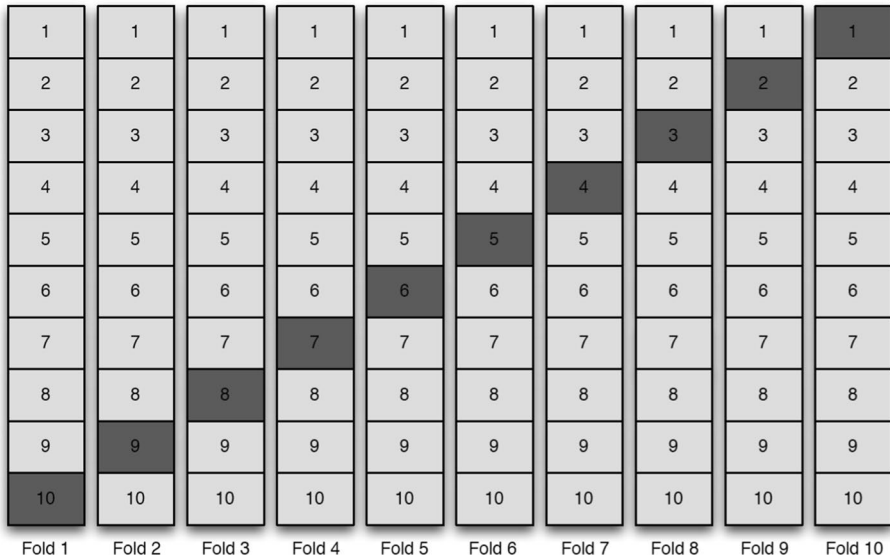 1 1 1 1 1 1 1 1 1 1
2 2 2 2 2 2 2 2 2 2
3 3 3 3 3 3 3 3 3 3
4 4 4 4 4 4 4 4 4 4
5 5 5 5 5 5 5 5 5 5
6 6 6 6 6 6 6 6 6 6
7 7 7 7 7 7 7 7 7 7
8 8 8 8 8 8 8 8 8 8
9 9 9 9 9 9 9 9 9 9
10 10 10 10 10 10 10 10 10 10
Fold 1 Fold 2 Fold 3 Fold 4 Fold 5 Fold 6 Fold 7 Fold 8 Fold 9 Fold 10